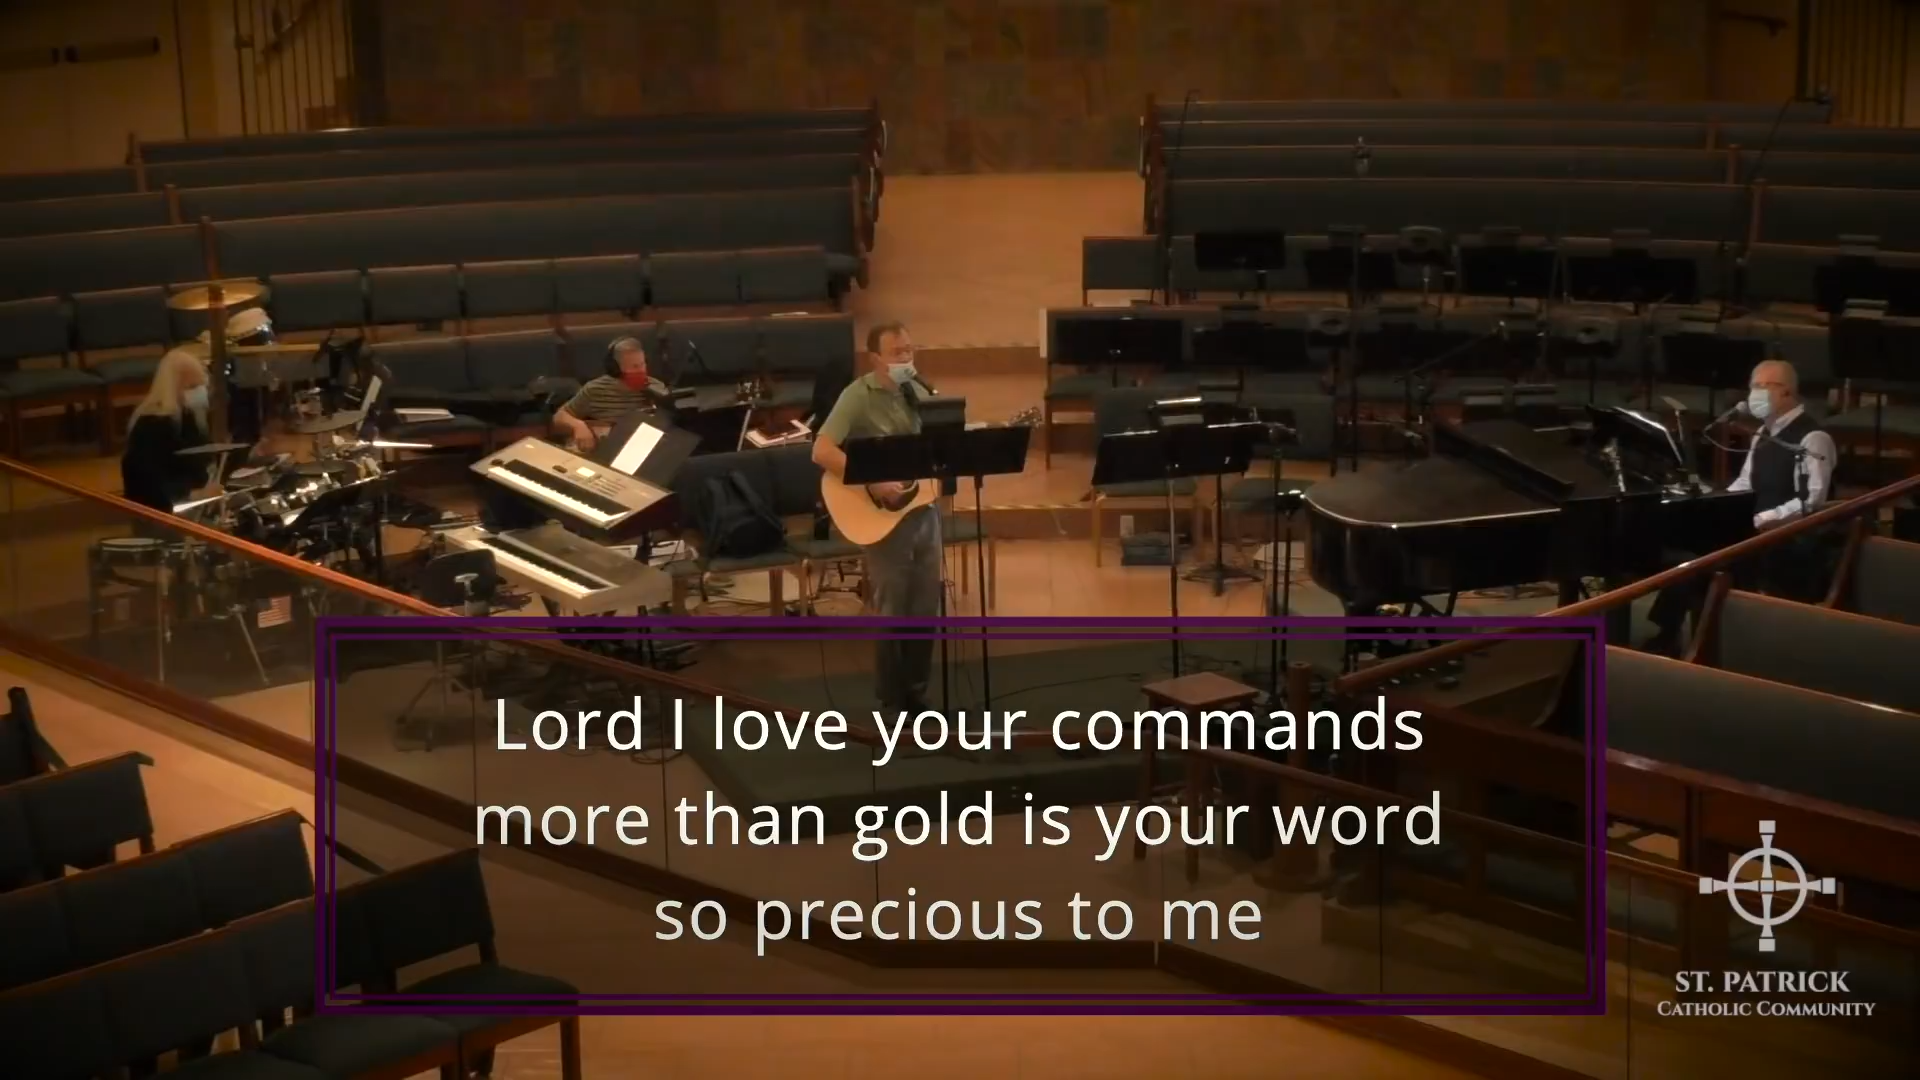 Lord I love your commands
more than gold is your word
so precious to me
ST. PATRICK
CATHOLIC COMMUNITY